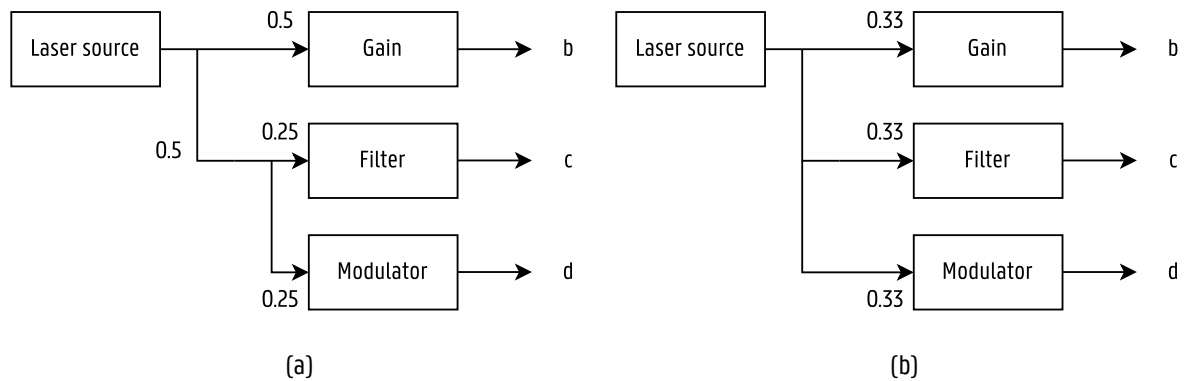 0.5
Laser source
Gain
b
0.25
0.5
Filter
c
Modulator
d
0.25
(a)
0.33
Laser source
Gain
b
0.33
Filter
c
Modulator
d
0.33
(b)